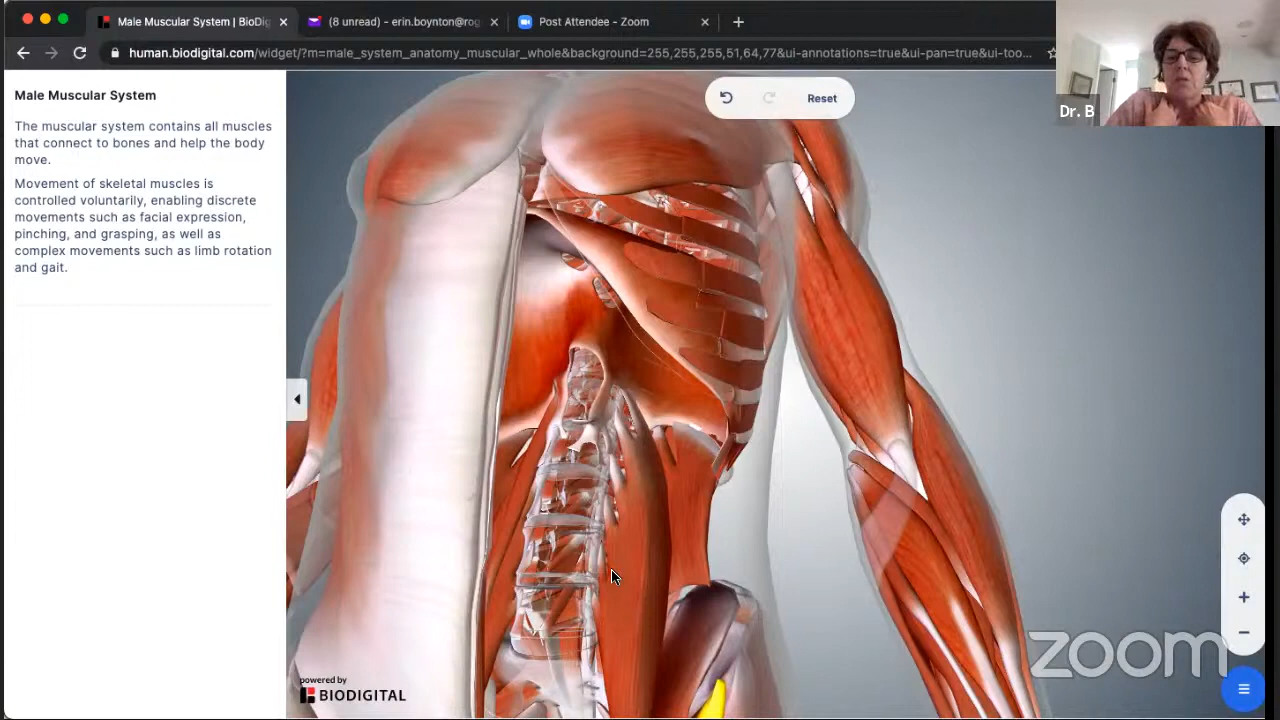 Male Muscular System | BioDig
(8 unread) - erin.boynton@rog
Post Attendee - Zoom
human.biodigital.com/widget/?m=male_system_anatomy_muscular_whole&background=255,255,255,51,64,77&ui-annotations=true&ui-pan=true&ui-too...
Male Muscular System
The muscular system contains all muscles
that connect to bones and help the body
move.
Movement of skeletal muscles is
controlled voluntarily, enabling discrete
movements such as facial expression,
pinching, and grasping, as well as
complex movements such as limb rotation
and gait.
Reset
Dr. B
powered by
BIODIGITAL
zoom